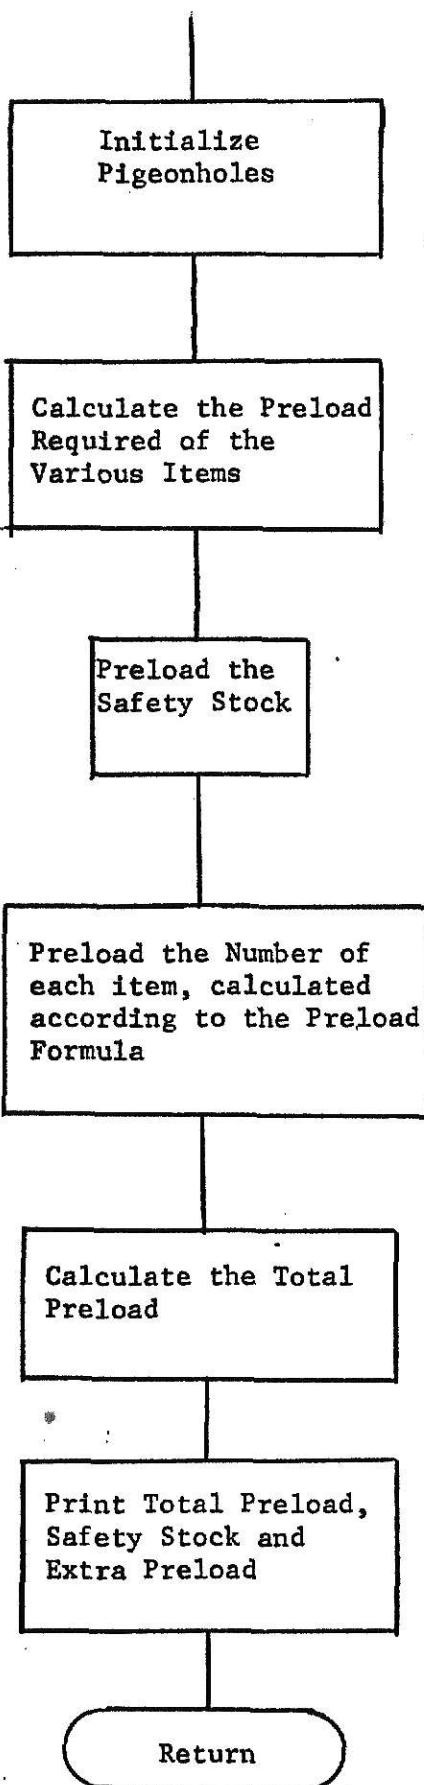 Initialize
Pigeonholes
Calculate the Preload
Required of the
Various Items
Preload the
Safety Stock
Preload the Number of
each item, calculated
according to the Preload
Formula
Calculate the Total
Preload
Print Total Preload,
Safety Stock and
Extra Preload
Return